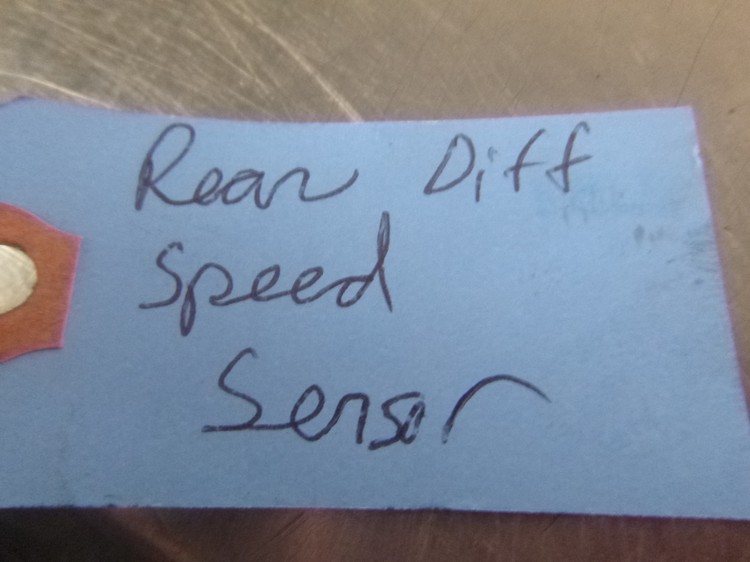 Rear Diff
Speed
Sensor